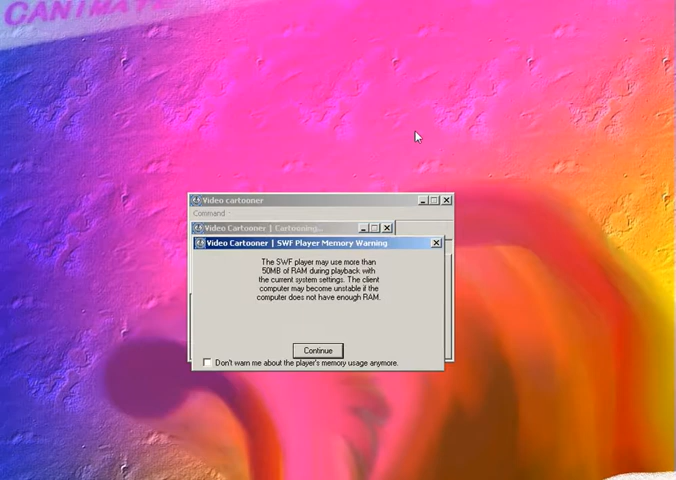 CANIMATE
Video cartooner
Command
Video Cartooner | Cartooning...
Video Cartooner | SWF Player Memory Warning
The SWF player may use more than
50MB of RAM during playback with
the current system settings. The client
computer may become unstable if the
computer does not have enough RAM.
Continue
Don't warn me about the player's memory usage anymore.